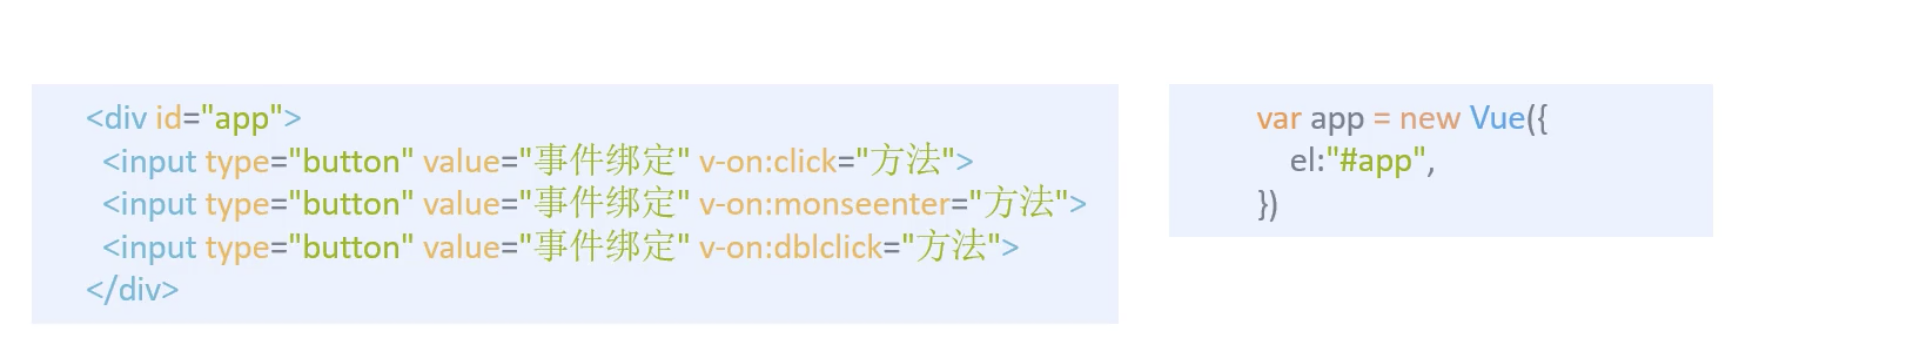 <div id="app">
<input type="button" value="事件绑定" v-on:click="方法">
<input type="button" value="事件绑定" v-on:monseenter="方法">
<input type="button" value="事件绑定" v-on:dblclick="方法">
</div>
var app = new Vue({
el:"#app",
})